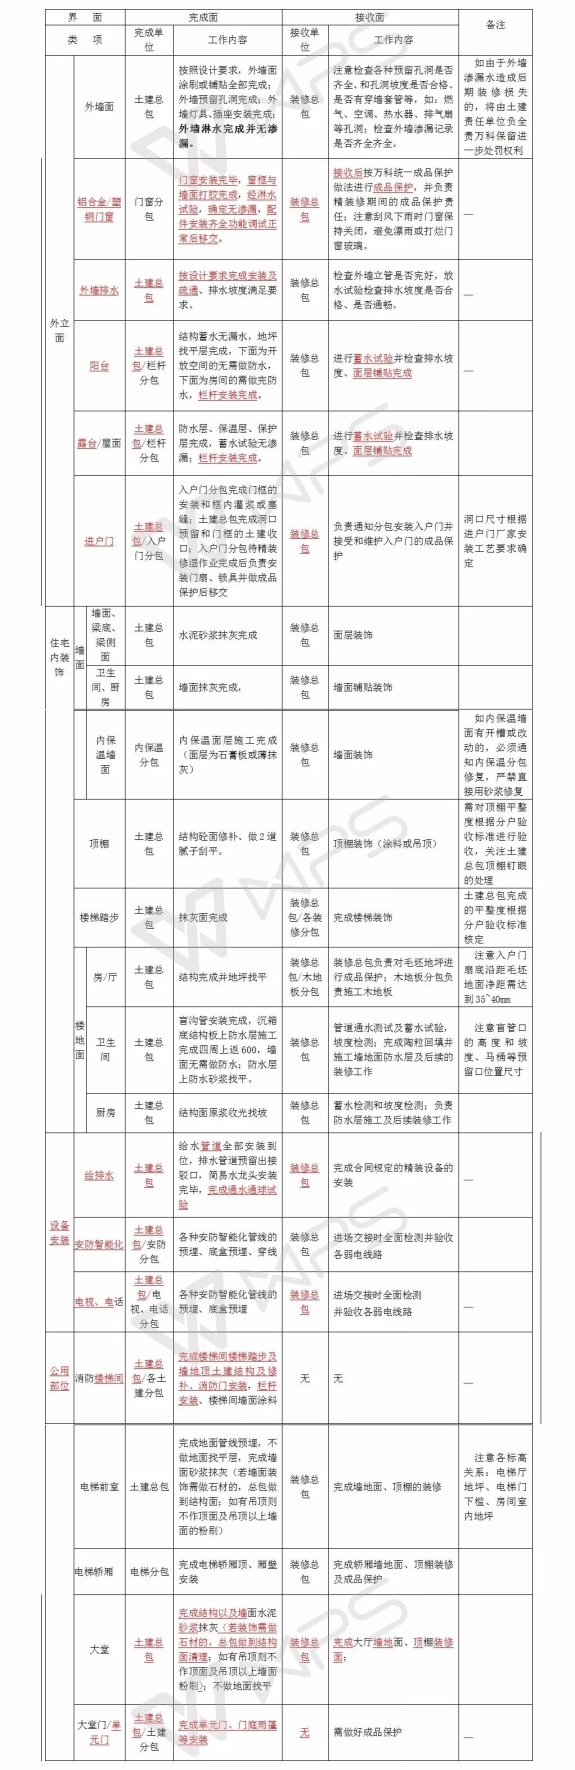 界 面
完成面
接收面
备注
类 项
完成单位
工作内容
接收单位
工作内容
外立面
外墙面
土建总包
按照设计要求，外墙面涂刷或铺贴全部完成；外墙预留孔洞完成；外墙灯具、插座安装完成；外墙淋水完成并无渗漏。
装修总包
注意检查各种预留孔洞是否齐全、和孔洞坡度是否合格、是否有穿墙套管等，如：燃气、空调、热水器、排气扇等孔洞；检查外墙渗漏记录是否齐全齐全。
如由于外墙渗漏水造成后期装修损失的，将由土建责任单位负全责贵万科保留进一步处罚权利
铝合金/塑钢门窗
门窗分包
门窗安装完毕，窗框与墙面打胶完成，经淋水试验，确定无渗漏，配件安装齐全功能调试正常后移交。
装修总包
接收后按万科统一成品保护做法进行成品保护，并负责精装修期间的成品保护责任；注意刮风下雨时门窗保持关闭，避免漂雨或打烂门窗玻璃。
外墙排水
土建总包
按设计要求完成安装及疏通、排水坡度满足要求。
装修总包
检查外墙立管是否完好，放水试验检查排水坡度是否合格、是否通畅。
—
阳台
土建总包/栏杆分包
结构蓄水无漏水，地坪找平层完成，下面为开放空间的无需做防水，下面为房间的需做完防水，栏杆安装完成。
装修总包
进行蓄水试验并检查排水坡度、面层铺贴完成
—
露台/屋面
土建总包/栏杆分包
防水层、保温层、保护层完成，蓄水试验无渗漏；栏杆安装完成。
装修总包
进行蓄水试验并检查排水坡度、面层铺贴完成
—
进户门
土建总包/入户门分包
入户门分包完成门框的安装和框内灌浆或塞缝；土建总包完成洞口预留和门框的土建收口；入户门分包待精装修湿作业完成后负责安装门扇、锁具并做成品保护后移交
装修总包
负责通知分包安装入户门并接受和维护入户门的成品保护
洞口尺寸根据进户门厂家安装工艺要求确定
住宅内装饰
墙面
墙面、梁底、梁侧面
土建总包
水泥砂浆抹灰完成
装修总包
面层装饰
卫生间、厨房
土建总包
墙面抹灰完成，
装修总包
墙面铺贴装饰
内保温墙面
内保温分包
内保温面层施工完成（面层为石膏板或薄抹灰）
装修总包
墙面装饰
如内保温墙面有开槽或改动的，必须通知内保温分包修复，严禁直接用砂浆修复
顶棚
土建总包
结构砼面修补、做2道腻子刮平。
装修总包
顶棚装饰（涂料或吊顶）
需对顶棚平整度根据分户验收标准进行验收，关注土建总包顶棚钉眼的处理
楼梯踏步
土建总包
抹灰面完成
装修总包/各装修分包
完成楼梯装饰
土建总包完成的平整度根据分户验收标准核定
楼地面
房/厅
土建总包
结构完成并地坪找平
装修总包/木地板分包
装修总包负责对毛坯地坪进行成品保护；木地板分包负责施工木地板
注意入户门扇底沿距毛坯地面净距需达到35~40mm
卫生间
土建总包
盲沟管安装完成，沉箱底结构板上防水层施工完成四周上返600，墙面无需做防水；防水层上防水砂浆找平。
装修总包
管道通水测试及蓄水试验，坡度检测；完成陶粒回填并施工墙地面防水层及后续的装修工作
注意盲管口的高度和坡度、马桶等预留口位置尺寸
厨房
土建总包
结构面原浆收光找坡
装修总包
蓄水检测和坡度检测；负责防水层施工及后续装修工作
设备安装
给排水
土建总包
给水管道全部安装到位，排水管道预留出接驳口，简易水龙头安装完毕，完成通水通球试验
装修总包
完成合同规定的精装设备的安装
—
安防智能化
土建总包/安防分包
各种安防智能化管线的预埋、底盒预埋、穿线
装修总包
进场交接时全面检测并验收各弱电线路
电视、电话
土建总包/电视、电话分包
各种安防智能化管线的预埋、底盒预埋
装修总包
进场交接时全面检测
并验收各弱电线路
—
公用部位
消防楼梯间
土建总包/各土建分包
完成楼梯间楼梯踏步及墙地顶土建结构及修补、消防门安装，栏杆安装、楼梯间墙面涂料
无
无
—
电梯前室
土建总包
完成地面管线预埋，不做地面找平层，完成墙面砂浆抹灰（若墙面装饰需做石材的，总包做到结构面；如有吊顶则不作顶面及吊顶以上墙面的粉刷）
装修总包
完成墙地面、顶棚的装修
注意各标高关系：电梯厅地坪、电梯门下槛、房间室内地坪
电梯轿厢
电梯分包
完成电梯轿厢顶、厢壁安装
装修总包
完成轿厢墙地面、顶棚装修及成品保护
大堂
土建总包
完成结构以及墙面水泥砂浆抹灰（若装饰需做石材的，总包做到结构面清理；如有吊顶则不作顶面及吊顶以上墙面粉刷）；不做地面找平
装修总包
完成大厅墙地面、顶棚装修面；
大堂门/单元门
土建总包/土建分包
完成单元门、门庭雨篷等安装
无
需做好成品保护
—
WPS